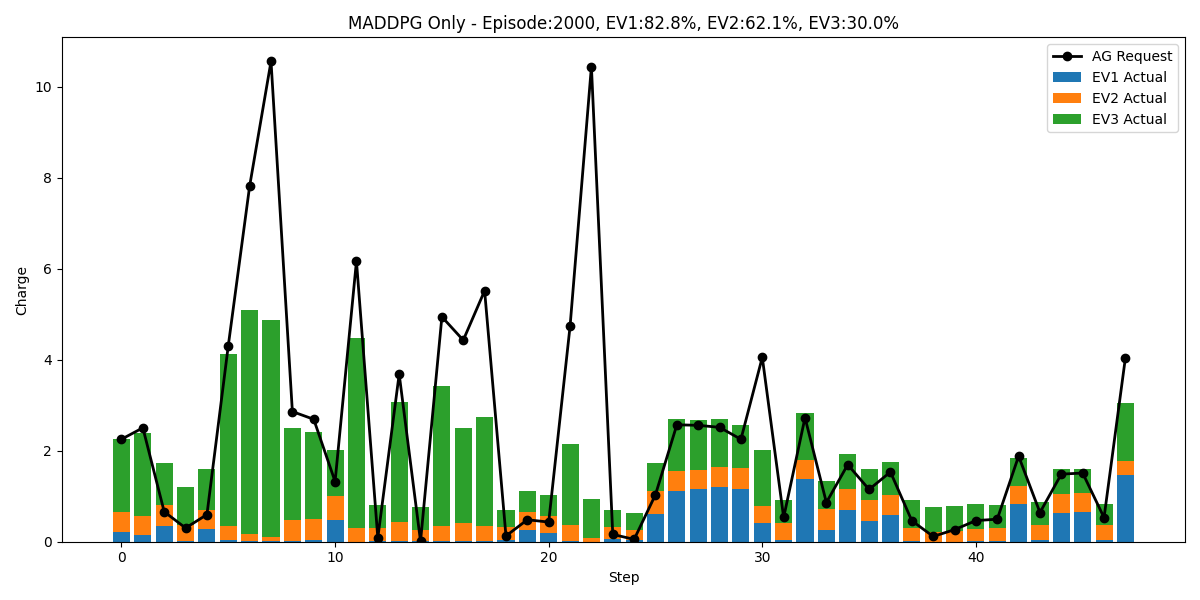 MADDPG Only - Episode:2000, EV1:82.8%, EV2:62.1%, EV3:30.0%
AG Request
EV1 Actual
EV2 Actual
EV3 Actual
Charge
10
8
6
4
2
0
0 10 20 30 40
Step